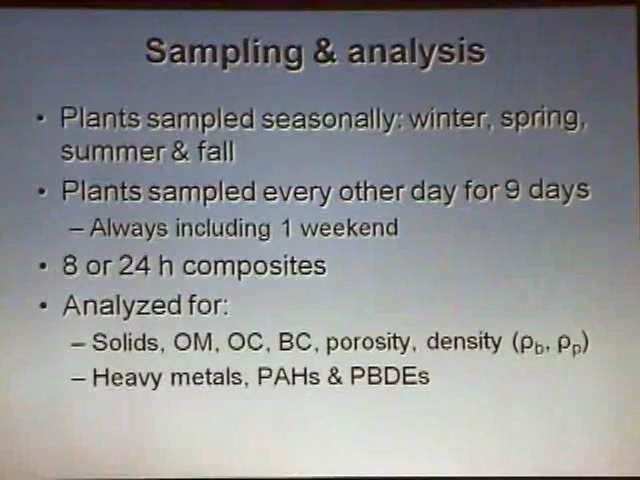 Sampling & analysis
• Plants sampled seasonally: winter, spring,
summer & fall
• Plants sampled every other day for 9 days
– Always including 1 weekend
• 8 or 24 h composites
• Analyzed for:
– Solids, OM, OC, BC, porosity, density (ρb, ρp)
– Heavy metals, PAHs & PBDEs